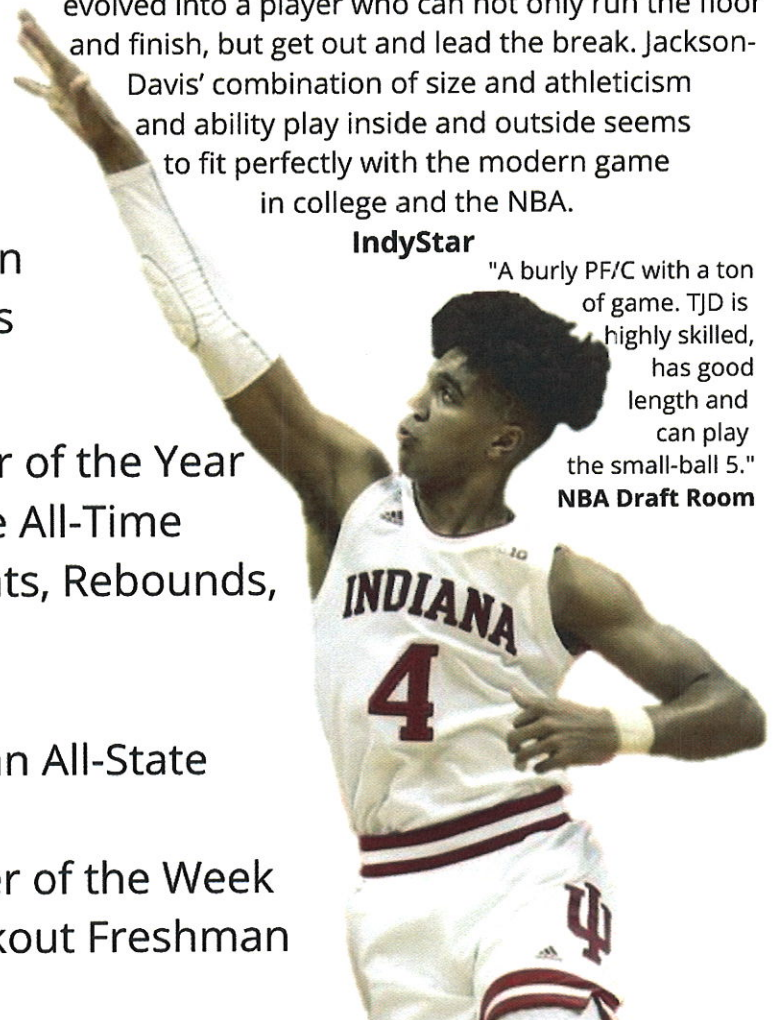 evolved into a player who can not only run the floor
and finish, but get out and lead the break. Jackson-
Davis' combination of size and athleticism
and ability play inside and outside seems
to fit perfectly with the modern game
in college and the NBA.
IndyStar
"A burly PF/C with a ton
of game. TJD is
highly skilled,
has good
length and
can play
the small-ball 5."
NBA Draft Room
n
s
r of the Year
e All-Time
ts, Rebounds,
n All-State
r of the Week
kout Freshman
INDIANA
4